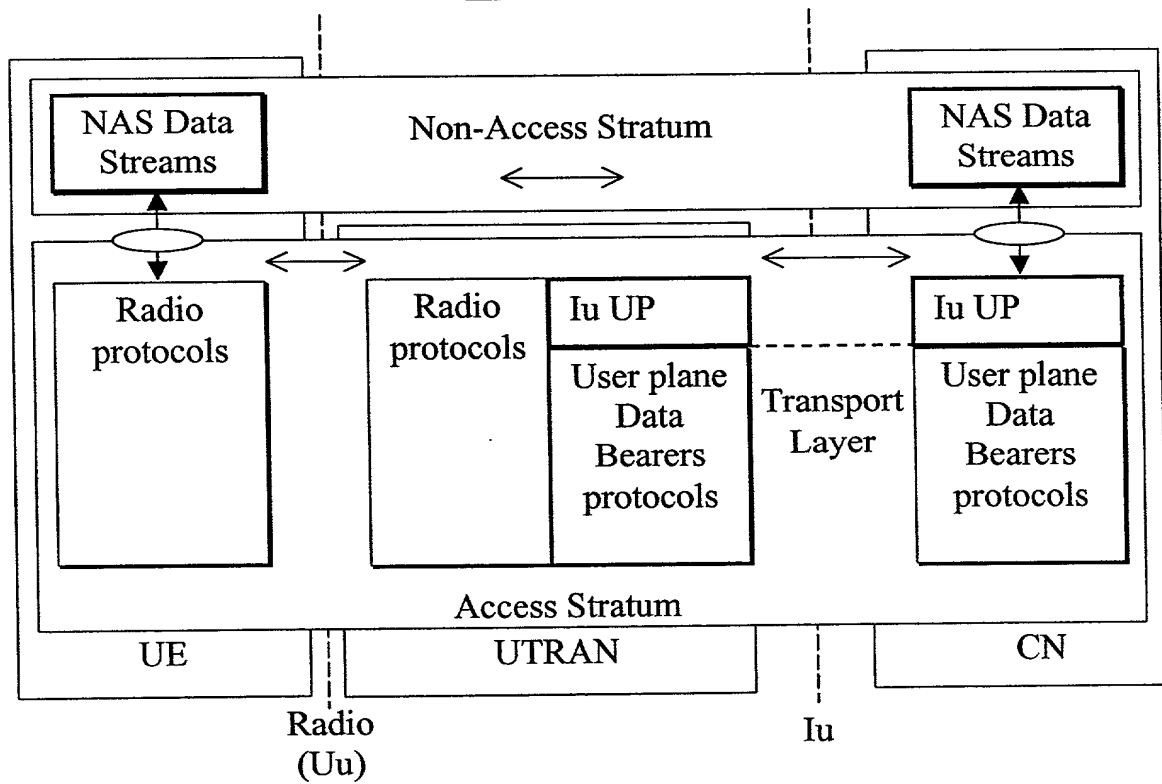 NAS Data
Streams
Non-Access Stratum
NAS Data
Streams
Radio
protocols
Radio
protocols
Iu UP
User plane
Data
Bearers
protocols
Transport
Layer
Iu UP
User plane
Data
Bearers
protocols
Access Stratum
UE
UTRAN
CN
Radio
(Uu)
Iu